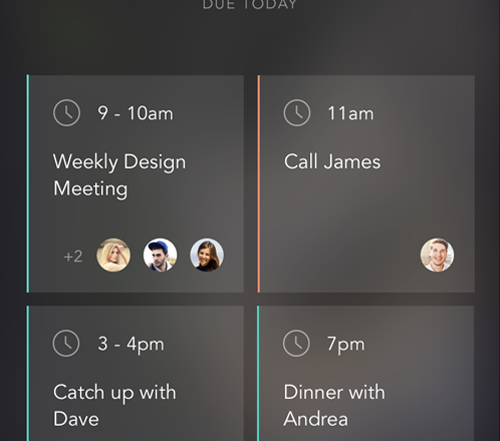 DUE TODAY
9 - 10am
Weekly Design
Meeting
+2
11am
Call James
3 - 4pm
Catch up with
Dave
7pm
Dinner with
Andrea